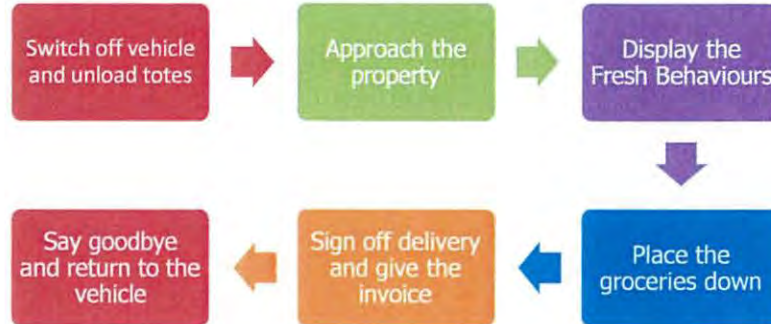 Switch off vehicle
and unload totes
Approach the
property
Display the
Fresh Behaviours
Place the
groceries down
Sign off delivery
and give the
invoice
Say goodbye
and return to the
vehicle